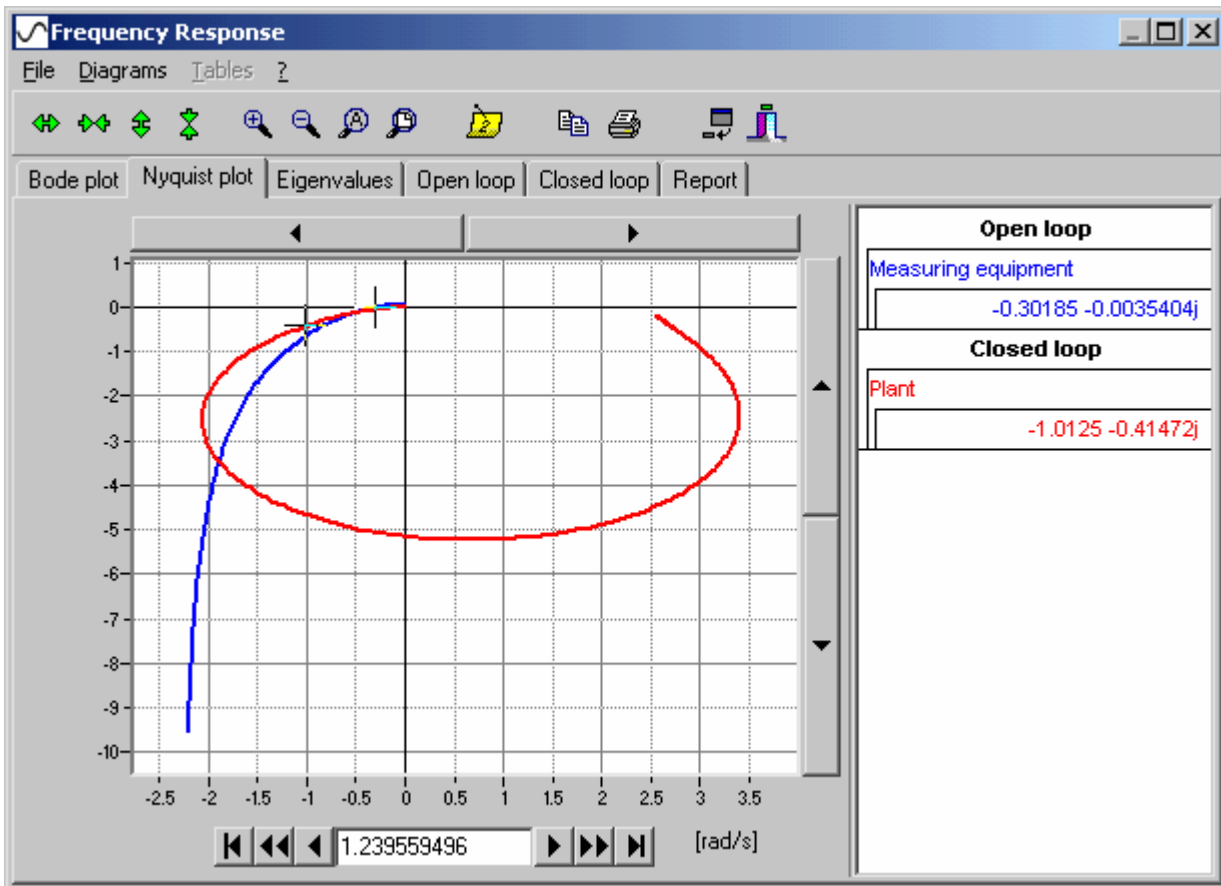 Frequency Response
File Diagrams Tables ?
Bode plot Nyquist plot Eigenvalues Open loop Closed loop Report
1
0
-1
-2
-3
-4
-5
-6
-7
-8
-9
-10
-2.5 -2 -1.5 -1 -0.5 0 0.5 1 1.5 2 2.5 3 3.5
1.239559496 [rad/s]
Open loop
Measuring equipment
-0.30185 -0.0035404j
Closed loop
Plant
-1.0125 -0.41472j